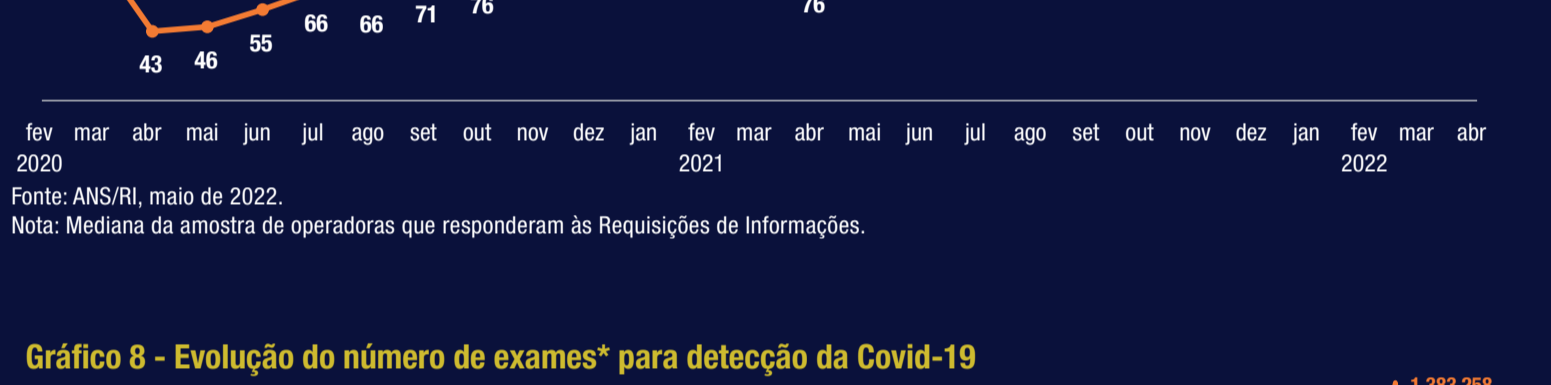 76 76
66 66 71
55
43 46
fev mar abr mai jun jul ago set out nov dez jan fev mar abr mai jun jul ago set out nov dez jan fev mar abr
2020 2021 2022
Fonte: ANS/RI, maio de 2022.
Nota: Mediana da amostra de operadoras que responderam às Requisições de Informações.
Gráfico 8 - Evolução do número de exames* para detecção da Covid-19